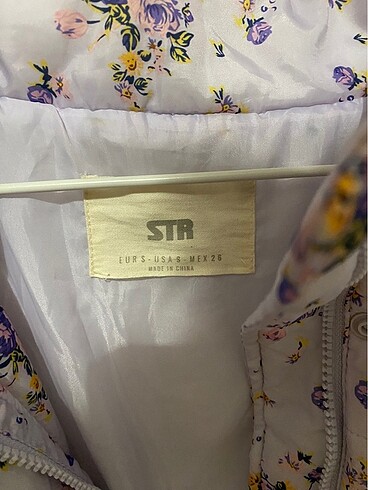 STR
EUR S - USA S - MEX 26
MADE IN CHINA